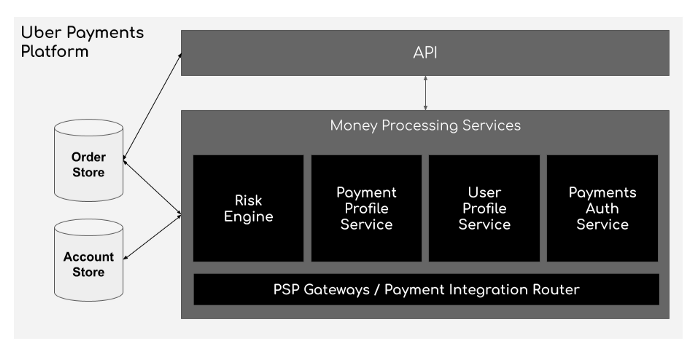 Uber Payments
Platform
API
Money Processing Services
Order
Store
Account
Store
Risk
Engine
Payment
Profile
Service
User
Profile
Service
Payments
Auth
Service
PSP Gateways / Payment Integration Router